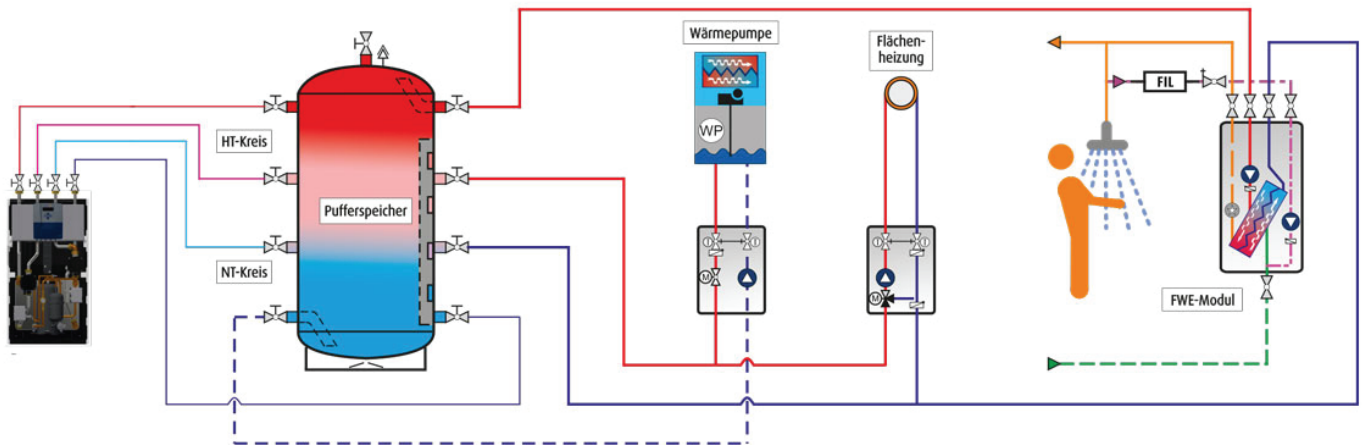 Wärmepumpe
Flächen-
heizung
FIL
HT-Kreis
WP
Pufferspeicher
NT-Kreis
M
M
FWE-Modul